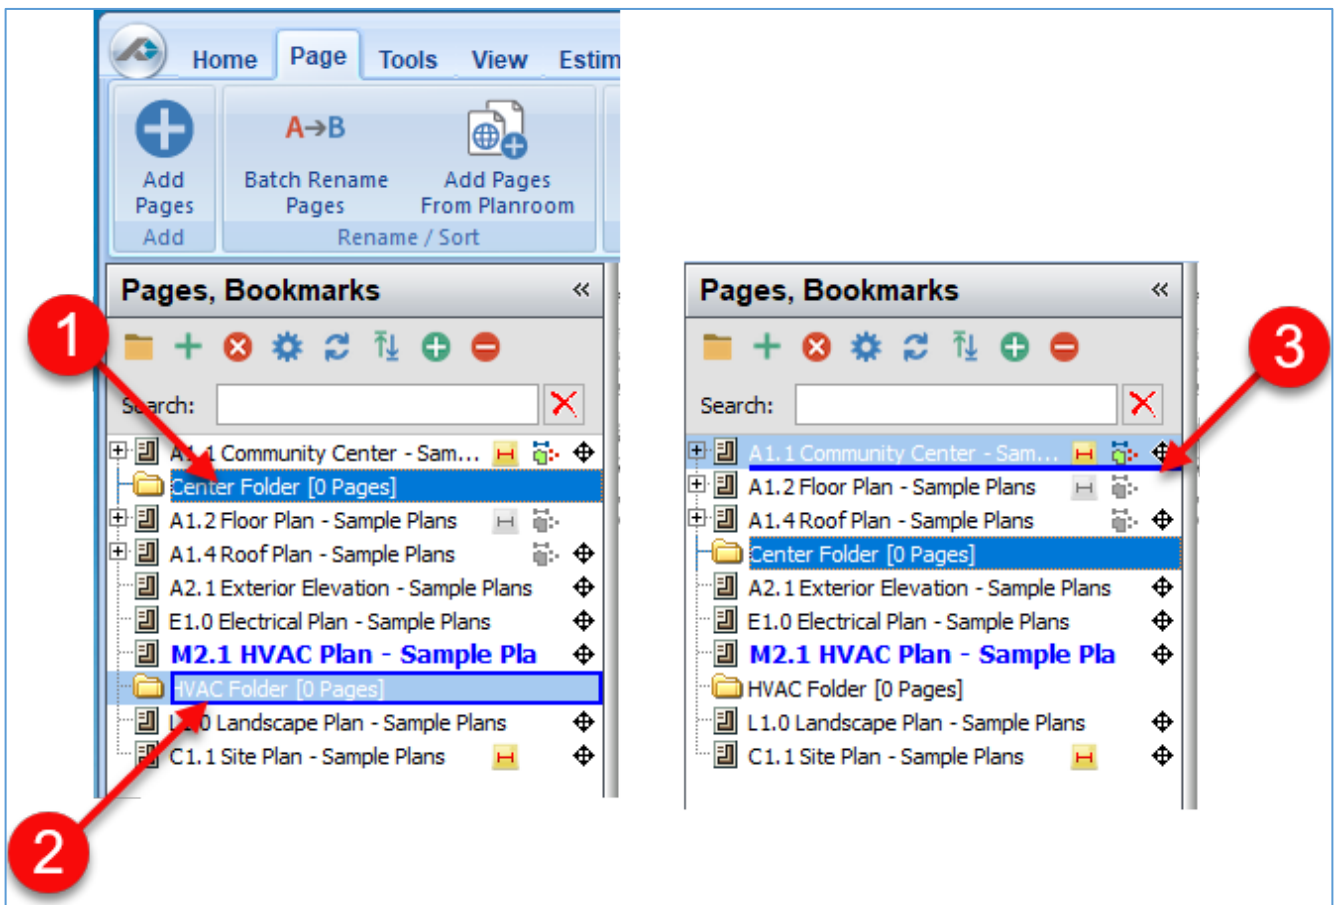 Home Page Tools View Estim
A→B
Add Pages
Batch Rename Pages
Add Pages From Planroom
Add
Rename / Sort
Pages, Bookmarks «
1
Search:
A1.1 Community Center - Sam...
Center Folder [0 Pages]
A1.2 Floor Plan - Sample Plans
A1.4 Roof Plan - Sample Plans
A2.1 Exterior Elevation - Sample Plans
E1.0 Electrical Plan - Sample Plans
M2.1 HVAC Plan - Sample Pla
HVAC Folder [0 Pages]
L1.0 Landscape Plan - Sample Plans
C1.1 Site Plan - Sample Plans
2
Pages, Bookmarks «
3
Search:
A1.1 Community Center - Sam...
A1.2 Floor Plan - Sample Plans
A1.4 Roof Plan - Sample Plans
Center Folder [0 Pages]
A2.1 Exterior Elevation - Sample Plans
E1.0 Electrical Plan - Sample Plans
M2.1 HVAC Plan - Sample Pla
HVAC Folder [0 Pages]
L1.0 Landscape Plan - Sample Plans
C1.1 Site Plan - Sample Plans